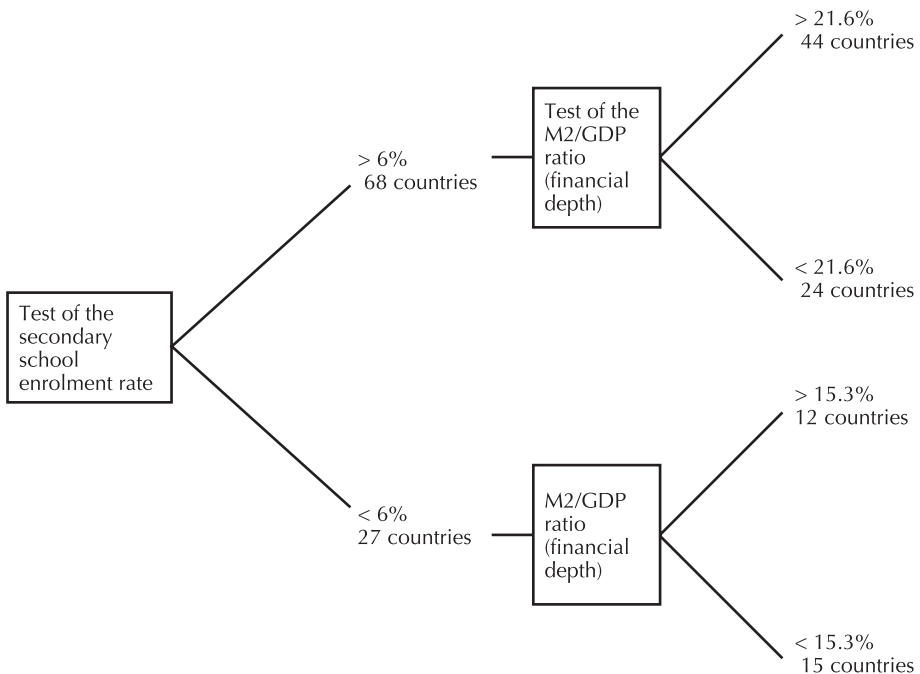 Test of the
secondary
school
enrolment rate
> 6%
68 countries
Test of the
M2/GDP
ratio
(financial
depth)
> 21.6%
44 countries
< 21.6%
24 countries
< 6%
27 countries
M2/GDP
ratio
(financial
depth)
> 15.3%
12 countries
< 15.3%
15 countries